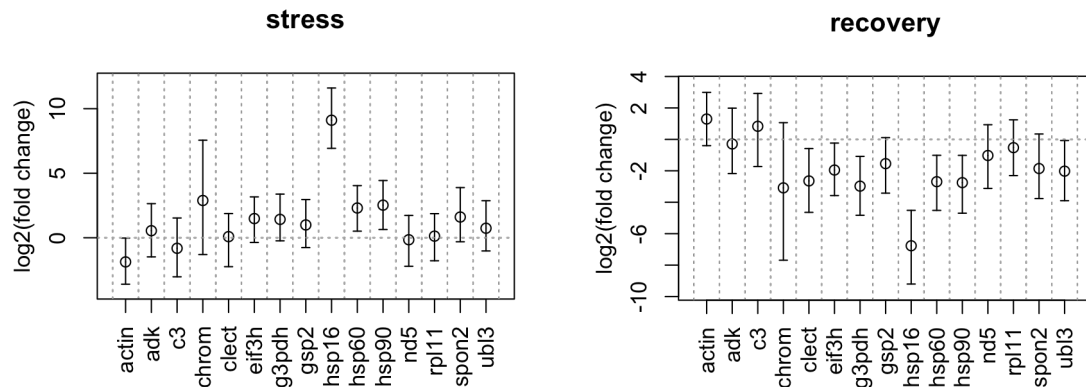 stress
log2(fold change)
10
5
0
actin
adk
c3
chrom
clect
eif3h
g3pdh
gsp2
hsp16
hsp60
hsp90
nd5
rpl11
spon2
ubl3
recovery
log2(fold change)
4
2
-2
-6
-10
actin
adk
c3
chrom
clect
eif3h
g3pdh
gsp2
hsp16
hsp60
hsp90
nd5
rpl11
spon2
ubl3